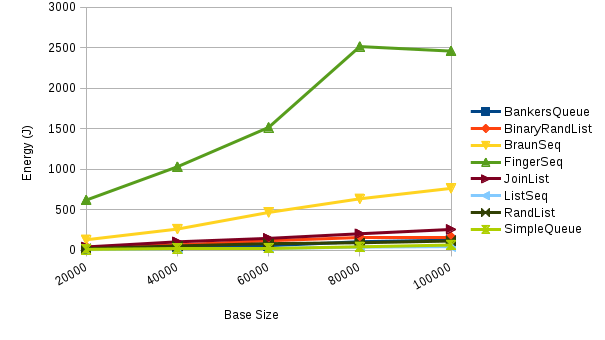 3000
2500
2000
1500
1000
500
0
Energy (J)
20000
40000
60000
80000
100000
Base Size
BankersQueue
BinaryRandList
BraunSeq
FingerSeq
JoinList
ListSeq
RandList
SimpleQueue